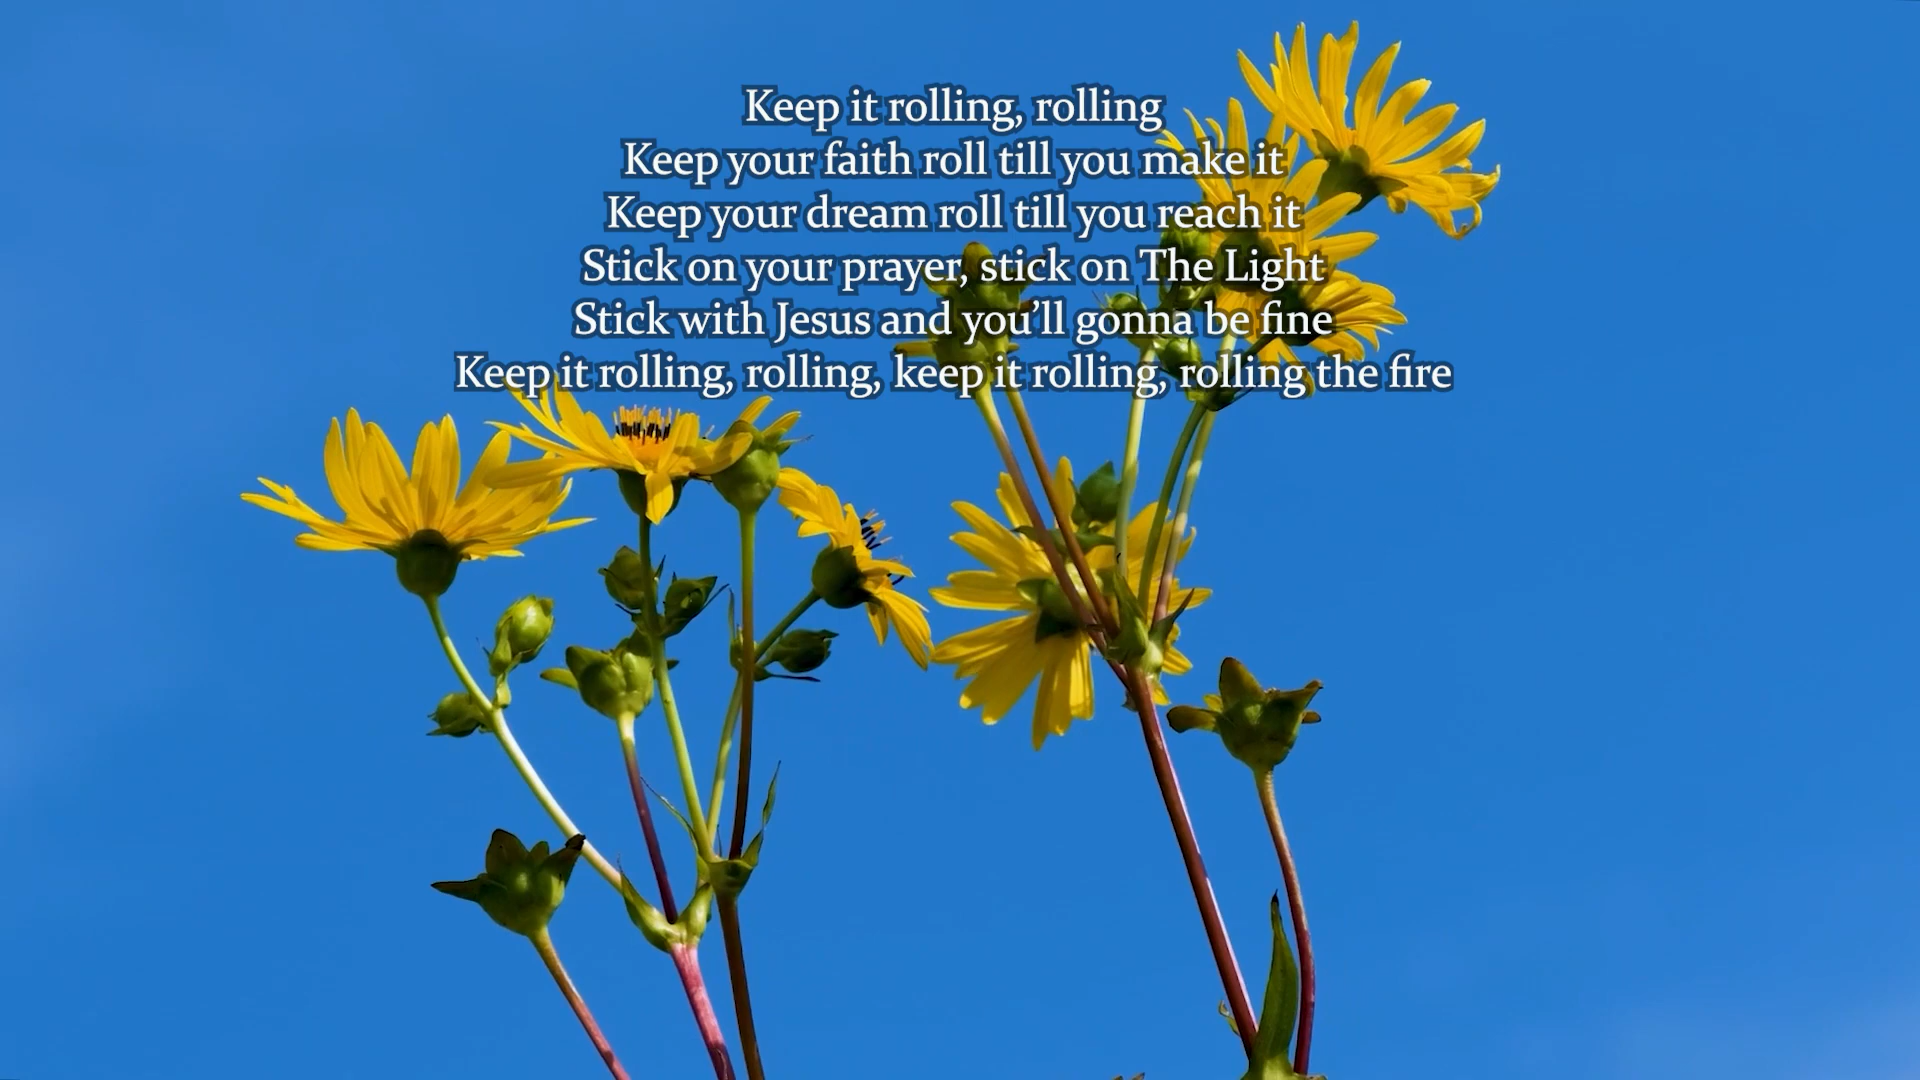 Keep it rolling, rolling
Keep your faith roll till you make it
Keep your dream roll till you reach it
Stick on your prayer, stick on The Light
Stick with Jesus and you’ll gonna be fine
Keep it rolling, rolling, keep it rolling, rolling the fire